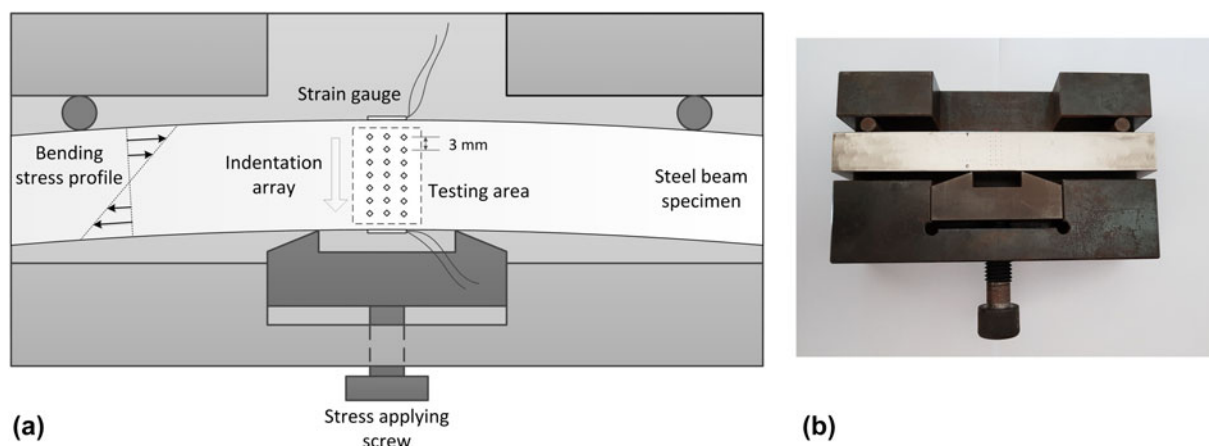 Strain gauge
3 mm
Bending
stress profile
Indentation
array
Testing area
Steel beam
specimen
Stress applying
screw
(a)
(b)